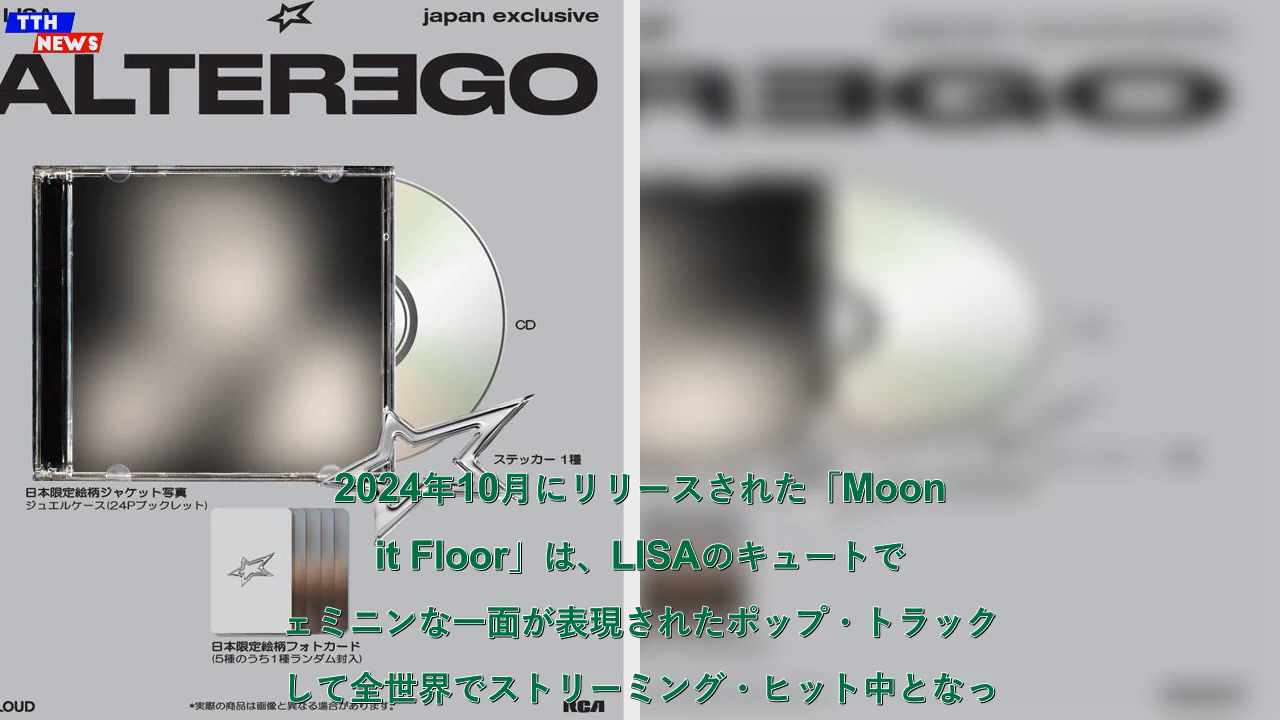 LISA
TTH
NEWS
japan exclusive
ALTERƎGO
CD
ステッカー 1種
日本限定絵柄ジャケット写真
ジュエルケース(24Pブックレット)
2024年10月にリリースされた「Moon
it Floor」は、LISAのキュートで
ェミニンな一面が表現されたポップ・トラック
日本限定絵柄フォトカード
(5種のうち1種ランダム封入)
して全世界でストリーミング・ヒット中となっ
LOUD
*実際の商品は画像と異なる場合があります。
RCA